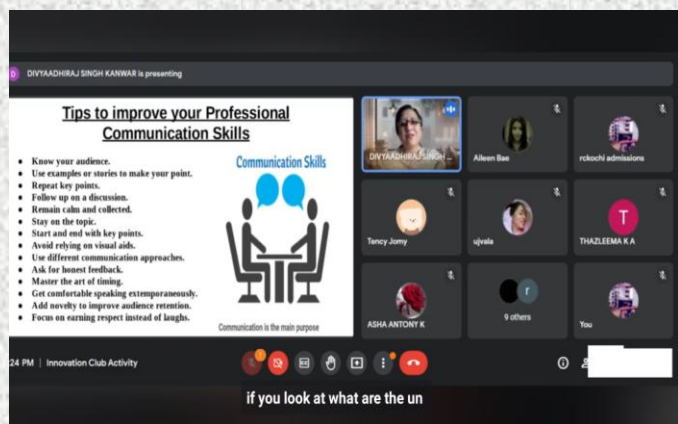 D
DIVYAADHIRAJ SINGH KANWAR is presenting
Tips to improve your Professional
Communication Skills
● Know your audience.
● Use examples or stories to make your point.
● Repeat key points.
● Follow up on a discussion.
● Remain calm and collected.
● Stay on the topic.
● Start and end with key points.
● Avoid relying on visual aids.
● Use different communication approaches.
● Ask for honest feedback.
● Master the art of timing.
● Get comfortable speaking extemporaneously.
● Add novelty to improve audience retention.
● Focus on earning respect instead of laughs.
Communication Skills
Communication is the main purpose
DIVYAADHIRAJ SINGH ...
Aileen Bae
rckochi admissions
Tency Jomy
ujvala
T
THAZLEEMA K A
ASHA ANTONY K
r
9 others
You
:24 PM | Innovation Club Activity
if you look at what are the un